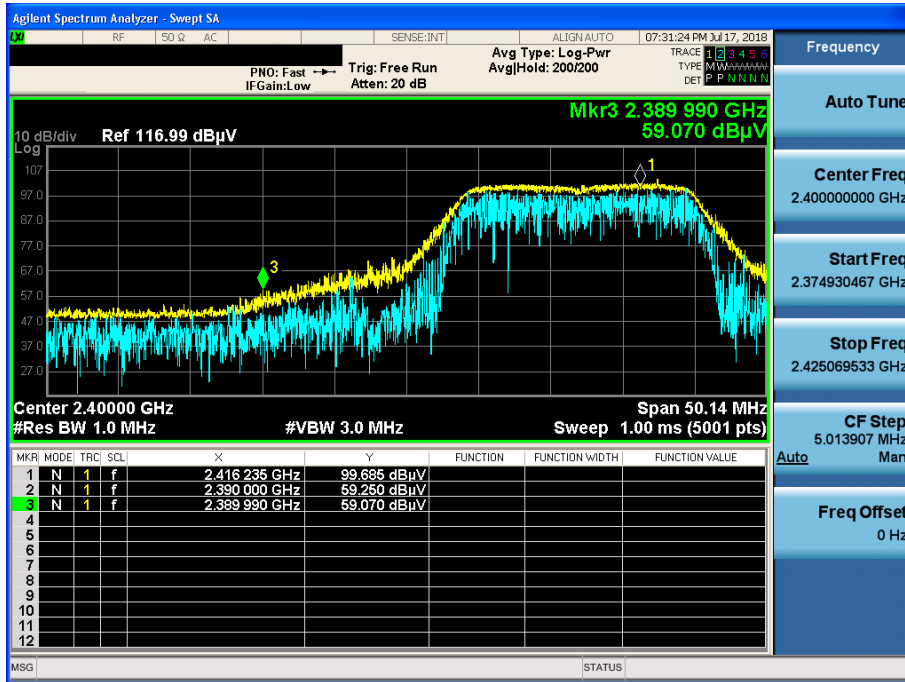 Agilent Spectrum Analyzer - Swept SA
LXI RF 50 Ω AC SENSE:INT ALIGN AUTO 07:31:24 PM Jul 17, 2018
PNO: Fast Trig: Free Run Avg Type: Log-Pwr TRACE 1 2 3 4 5 6
IFGain:Low Atten: 20 dB Avg|Hold: 200/200 TYPE M W
DET P P N N N N
Mkr3 2.389 990 GHz
10 dB/div Ref 116.99 dBµV 59.070 dBµV
Log
107
97.0
87.0
77.0
67.0
57.0
47.0
37.0
27.0
1
3
Center 2.40000 GHz Span 50.14 MHz
#Res BW 1.0 MHz #VBW 3.0 MHz Sweep 1.00 ms (5001 pts)
MKR MODE TRC SCL X Y FUNCTION FUNCTION WIDTH FUNCTION VALUE
1 N 1 f 2.416 235 GHz 99.685 dBµV
2 N 1 f 2.390 000 GHz 59.250 dBµV
3 N 1 f 2.389 990 GHz 59.070 dBµV
4
5
6
7
8
9
10
11
12
MSG STATUS
Frequency
Auto Tune
Center Freq
2.400000000 GHz
Start Freq
2.374930467 GHz
Stop Freq
2.425069533 GHz
CF Step
5.013907 MHz
Auto Man
Freq Offset
0 Hz